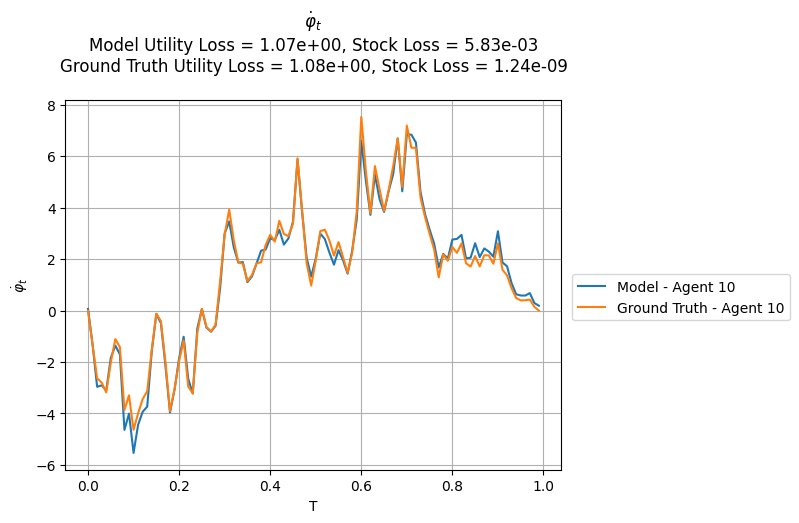 φ̇ₜ
Model Utility Loss = 1.07e+00, Stock Loss = 5.83e-03
Ground Truth Utility Loss = 1.08e+00, Stock Loss = 1.24e-09
8
6
4
2
0
−2
−4
−6
φ̇ₜ
0.0 0.2 0.4 0.6 0.8 1.0
T
Model - Agent 10
Ground Truth - Agent 10